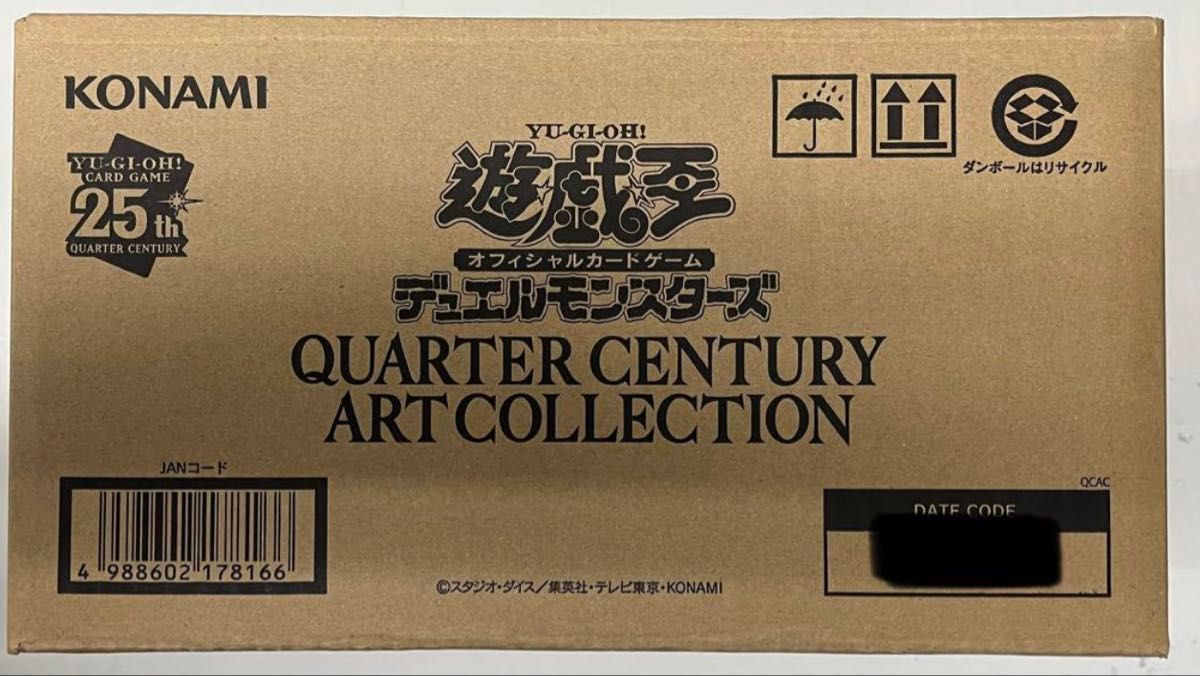 KONAMI
YU-GI-OH!
CARD GAME
25th
QUARTER CENTURY
YU-GI-OH!
遊戯王
オフィシャルカードゲーム
デュエルモンスターズ
QUARTER CENTURY
ART COLLECTION
ダンボールはリサイクル
JANコード
4 988602 178166
QCAC
DATE CODE
©スタジオ・ダイス/集英社・テレビ東京・KONAMI